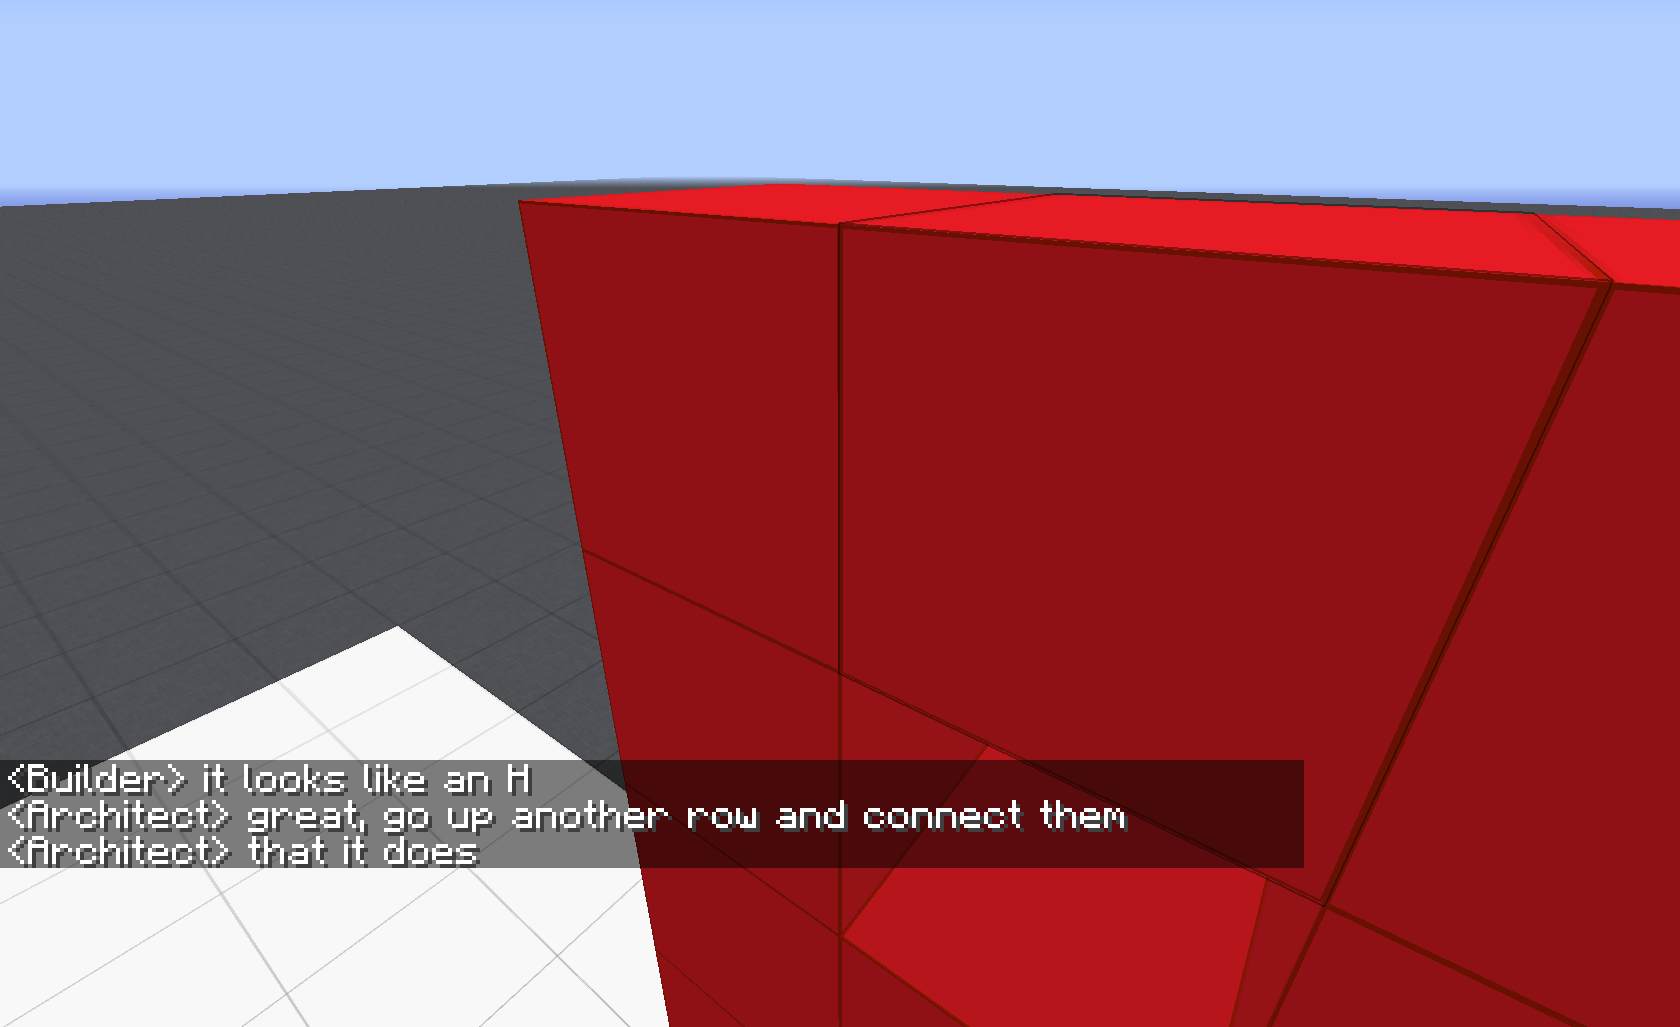 <Builder> it looks like an H
<Architect> great, go up another row and connect them
<Architect> that it does